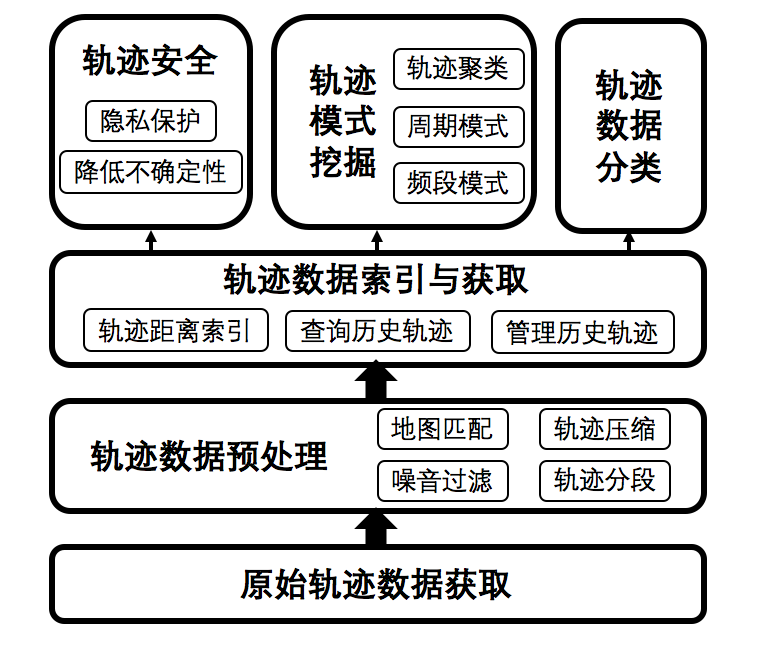 轨迹安全
隐私保护
降低不确定性
轨迹
模式
挖掘
轨迹聚类
周期模式
频段模式
轨迹
数据
分类
轨迹数据索引与获取
轨迹距离索引
查询历史轨迹
管理历史轨迹
轨迹数据预处理
地图匹配
轨迹压缩
噪音过滤
轨迹分段
原始轨迹数据获取